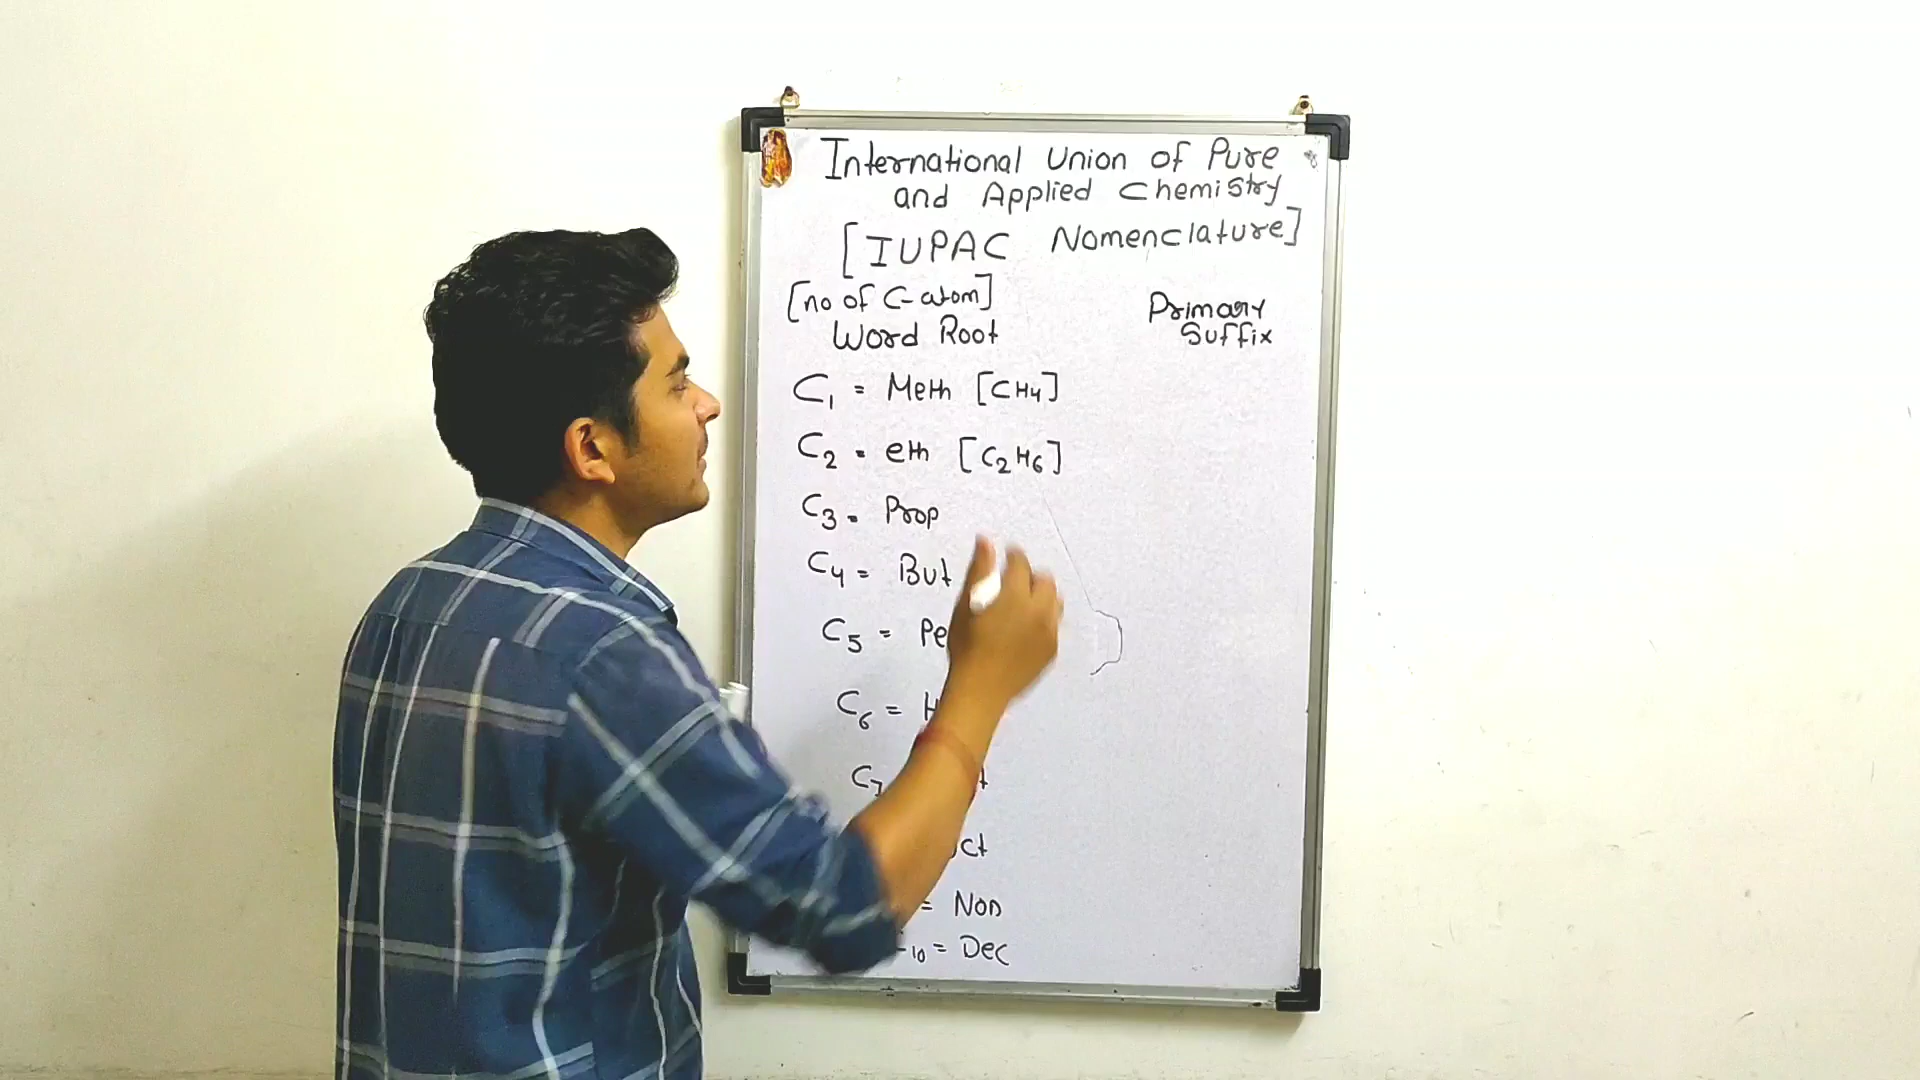 International Union of Pure
and Applied Chemistry
[IUPAC Nomenclature]
[no of C-atom]
Word Root
Primary
Suffix
C1 = Meth [CH4]
C2 = eth [C2H6]
C3 = Prop
C4 = But
C5 = Pe
C6 = H
C7 t
ct
= Non
10 = Dec